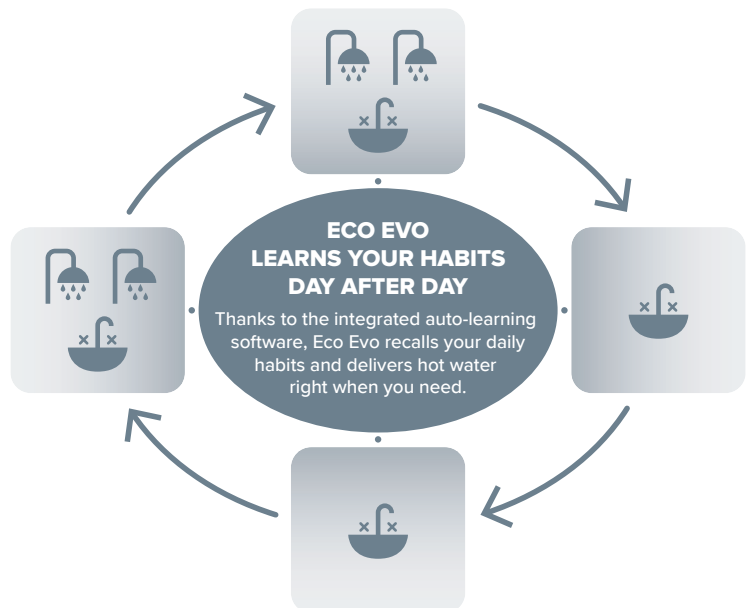 ECO EVO
LEARNS YOUR HABITS
DAY AFTER DAY
Thanks to the integrated auto-learning
software, Eco Evo recalls your daily
habits and delivers hot water
right when you need.